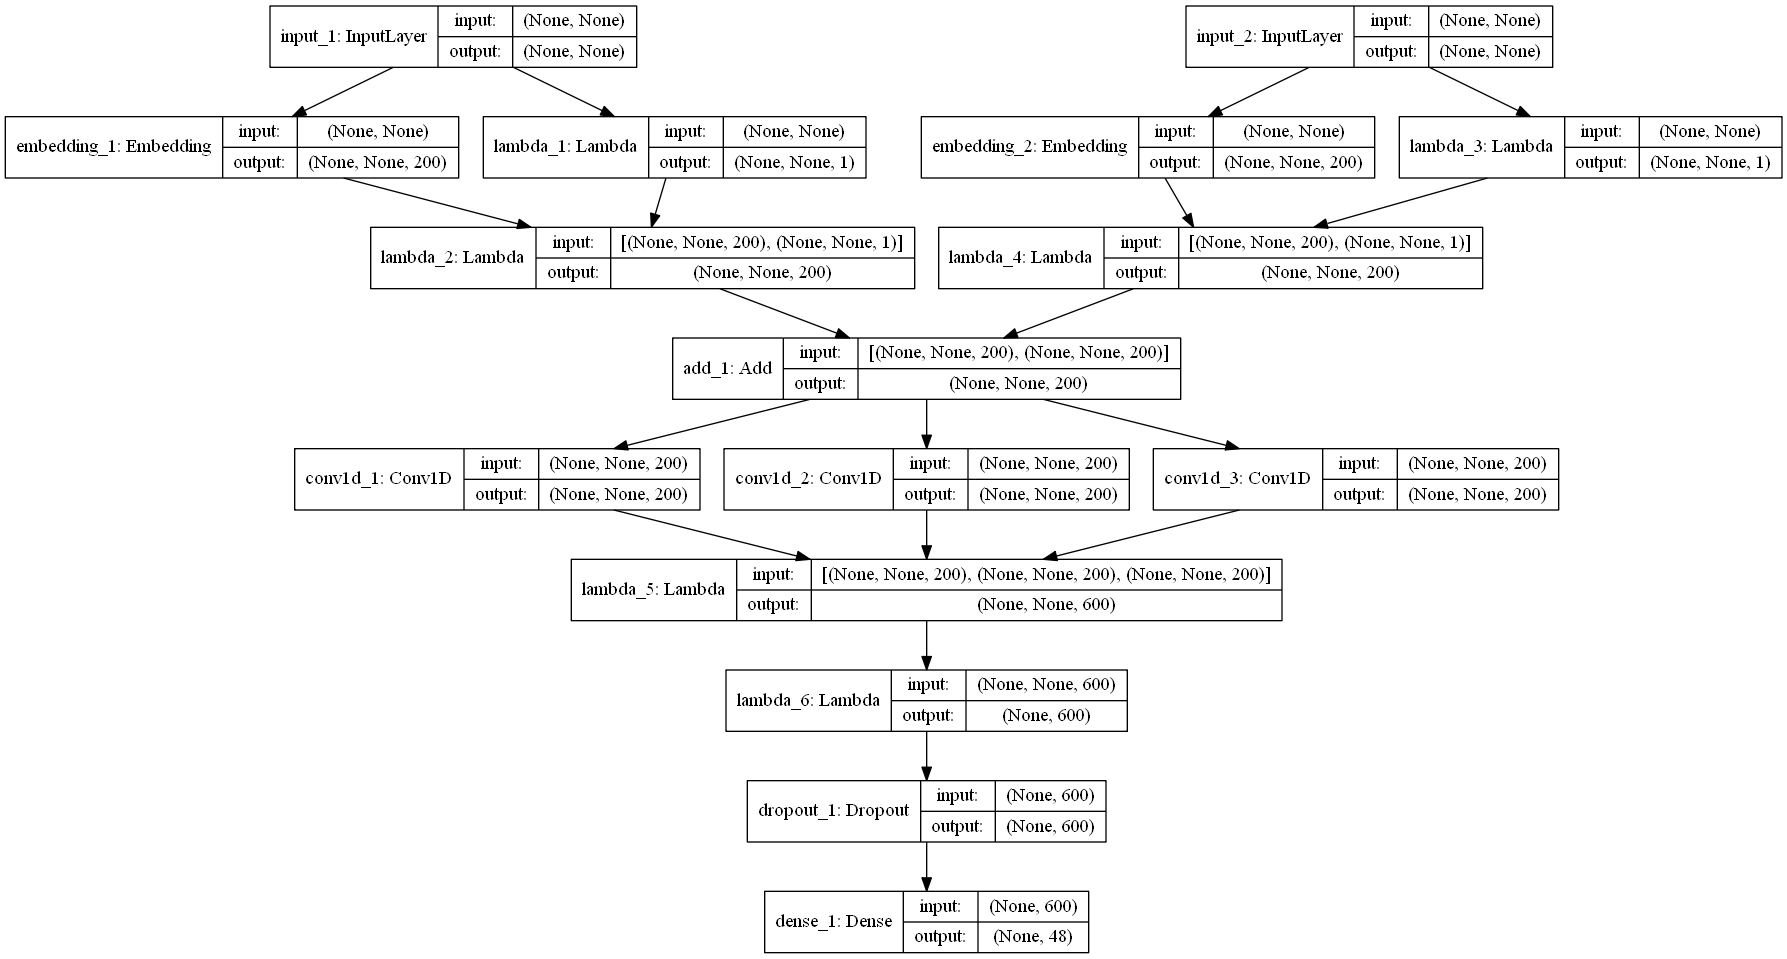 input_1: InputLayer
input: (None, None)
output: (None, None)
input_2: InputLayer
input: (None, None)
output: (None, None)
embedding_1: Embedding
input: (None, None)
output: (None, None, 200)
lambda_1: Lambda
input: (None, None)
output: (None, None, 1)
embedding_2: Embedding
input: (None, None)
output: (None, None, 200)
lambda_3: Lambda
input: (None, None)
output: (None, None, 1)
lambda_2: Lambda
input: [(None, None, 200), (None, None, 1)]
output: (None, None, 200)
lambda_4: Lambda
input: [(None, None, 200), (None, None, 1)]
output: (None, None, 200)
add_1: Add
input: [(None, None, 200), (None, None, 200)]
output: (None, None, 200)
conv1d_1: Conv1D
input: (None, None, 200)
output: (None, None, 200)
conv1d_2: Conv1D
input: (None, None, 200)
output: (None, None, 200)
conv1d_3: Conv1D
input: (None, None, 200)
output: (None, None, 200)
lambda_5: Lambda
input: [(None, None, 200), (None, None, 200), (None, None, 200)]
output: (None, None, 600)
lambda_6: Lambda
input: (None, None, 600)
output: (None, 600)
dropout_1: Dropout
input: (None, 600)
output: (None, 600)
dense_1: Dense
input: (None, 600)
output: (None, 48)